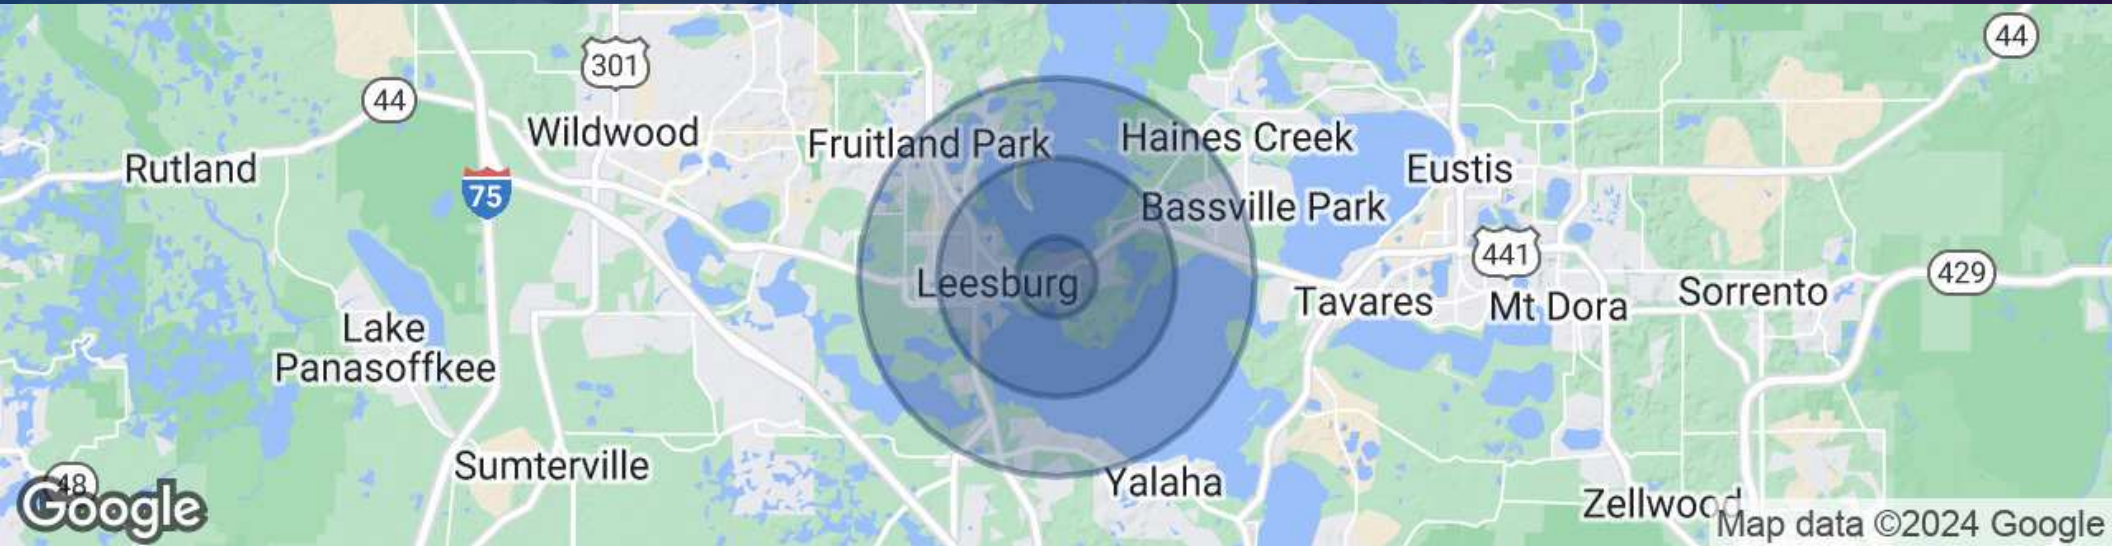 44
301
44
Wildwood
Fruitland Park
Haines Creek
Rutland
Eustis
75
Bassville Park
441
429
Leesburg
Tavares
Mt Dora
Sorrento
Lake
Panasoffkee
Sumterville
Yalaha
48
Zellwood
Google
Map data ©2024 Google